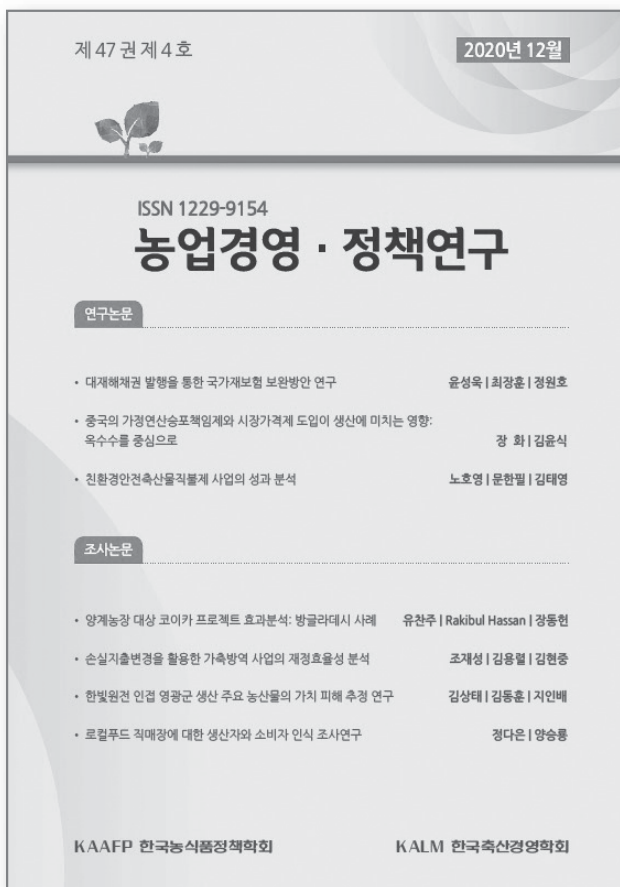 제47권제4호
2020년 12월
ISSN 1229-9154
농업경영 · 정책연구
연구논문
• 대재해채권 발행을 통한 국가재보험 보완방안 연구 윤성욱 | 최장훈 | 정원호
• 중국의 가정연산승포책임제와 시장가격제 도입이 생산에 미치는 영향:
옥수수를 중심으로 장 화 | 김윤식
• 친환경안전축산물직불제 사업의 성과 분석 노호영 | 문한필 | 김태영
조사논문
• 양계농장 대상 코이카 프로젝트 효과분석: 방글라데시 사례 유찬주 | Rakibul Hassan | 장동헌
• 손실지출변경을 활용한 가축방역 사업의 재정효율성 분석 조재성 | 김용렬 | 김현중
• 한빛원전 인접 영광군 생산 주요 농산물의 가치 피해 추정 연구 김상태 | 김동훈 | 지인배
• 로컬푸드 직매장에 대한 생산자와 소비자 인식 조사연구 정다은 | 양승룡
KAAFP 한국농식품정책학회 KALM 한국축산경영학회